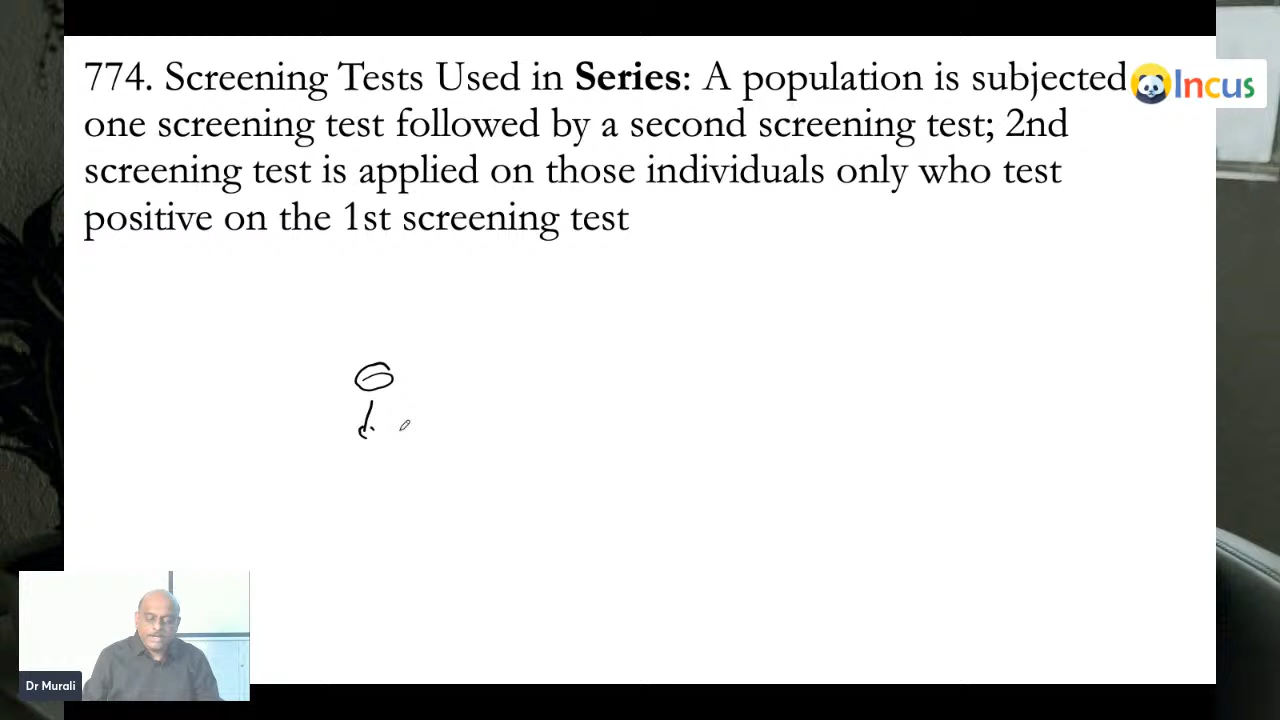 774. Screening Tests Used in Series: A population is subjected
one screening test followed by a second screening test; 2nd
screening test is applied on those individuals only who test
positive on the 1st screening test
Incus
Dr Murali